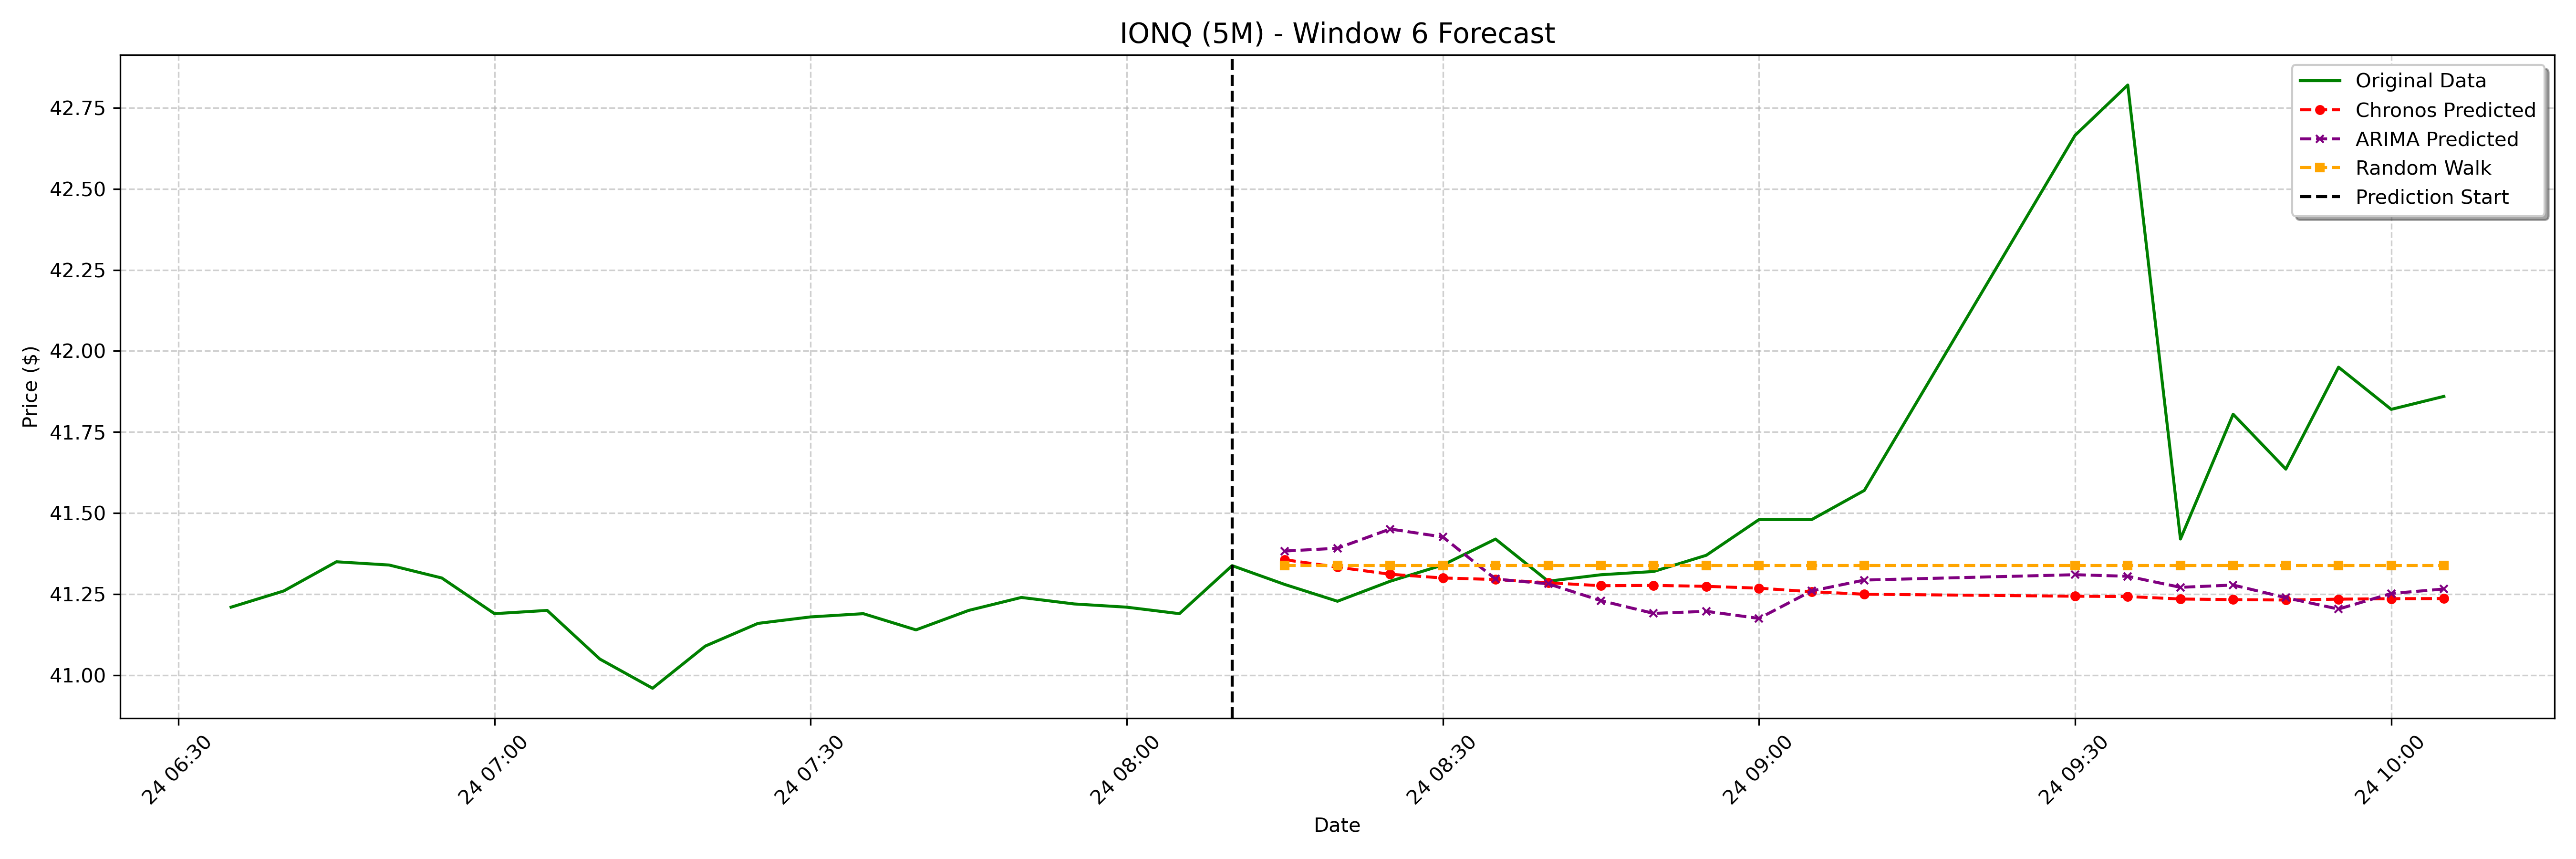 IONQ (5M) - Window 6 Forecast
Original Data
Chronos Predicted
ARIMA Predicted
Random Walk
Prediction Start
Price ($)
42.75
42.50
42.25
42.00
41.75
41.50
41.25
41.00
24 06:30
24 07:00
24 07:30
24 08:00
24 08:30
24 09:00
24 09:30
24 10:00
Date